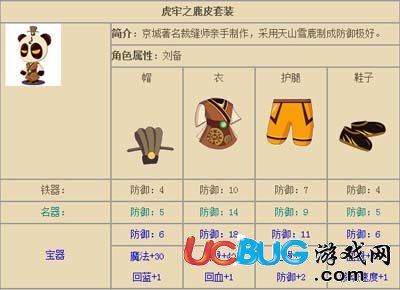 虎牢之鹿皮套装
简介：京城著名裁缝师亲手制作，采用天山雪鹿制成防御极好。
角色属性：刘备
帽 衣 护腿 鞋子
铁器： 防御：4 防御：10 防御：7 防御：4
名器： 防御：5 防御：14 防御：9 防御：5
宝器 防御：6 防御：18 防御：11 防御：6
魔法+30
回蓝+1 回血+1 防御+2 速度+1
UCBUG游戏网
.com